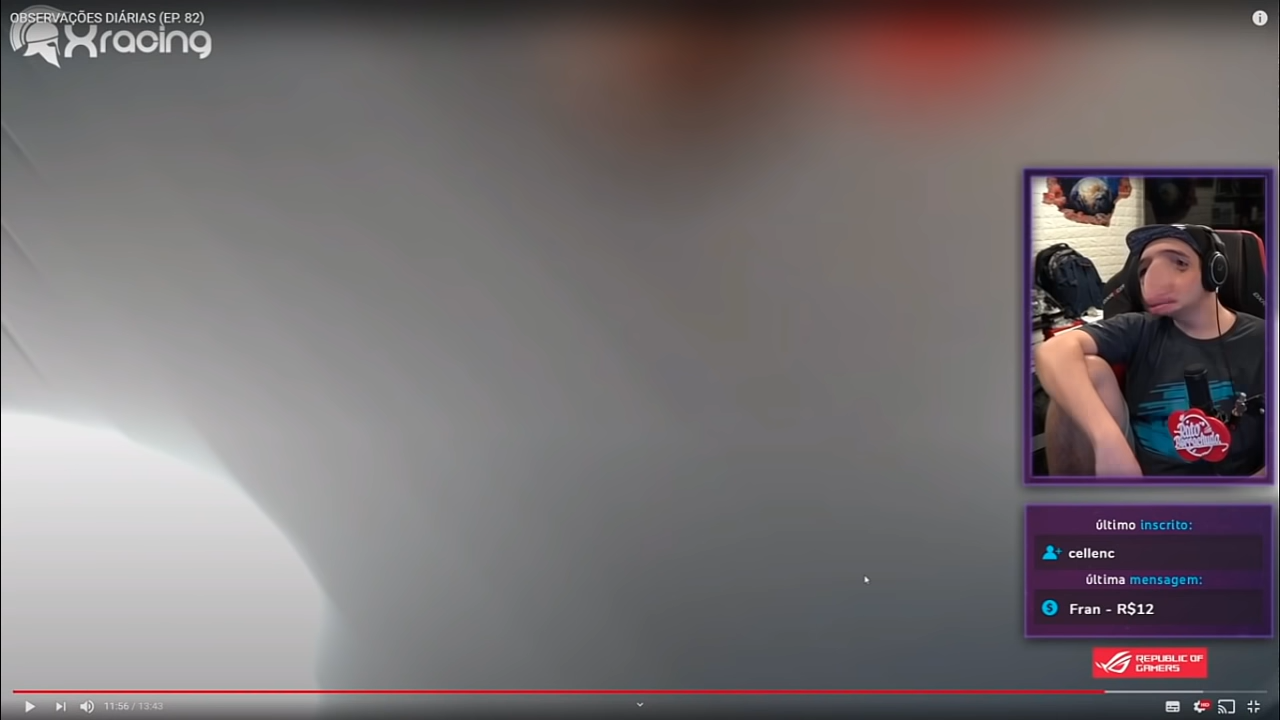 OBSERVAÇÕES DIÁRIAS (EP. 82)
Xracing
último inscrito:
cellenc
última mensagem:
Fran - R$12
REPUBLIC OF
GAMERS
11:56 / 13:43
HD